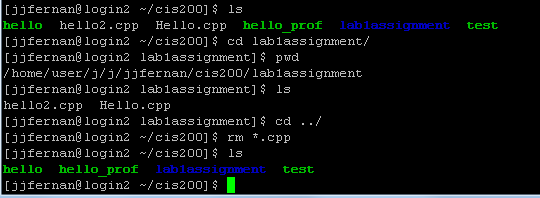 [jjfernan@login2 ~/cis200]$ ls
hello  hello2.cpp  Hello.cpp  hello_prof  lab1assignment  test
[jjfernan@login2 ~/cis200]$ cd lab1assignment/
[jjfernan@login2 lab1assignment]$ pwd
/home/user/j/j/jjfernan/cis200/lab1assignment
[jjfernan@login2 lab1assignment]$ ls
hello2.cpp  Hello.cpp
[jjfernan@login2 lab1assignment]$ cd ../
[jjfernan@login2 ~/cis200]$ rm *.cpp
[jjfernan@login2 ~/cis200]$ ls
hello  hello_prof  lab1assignment  test
[jjfernan@login2 ~/cis200]$